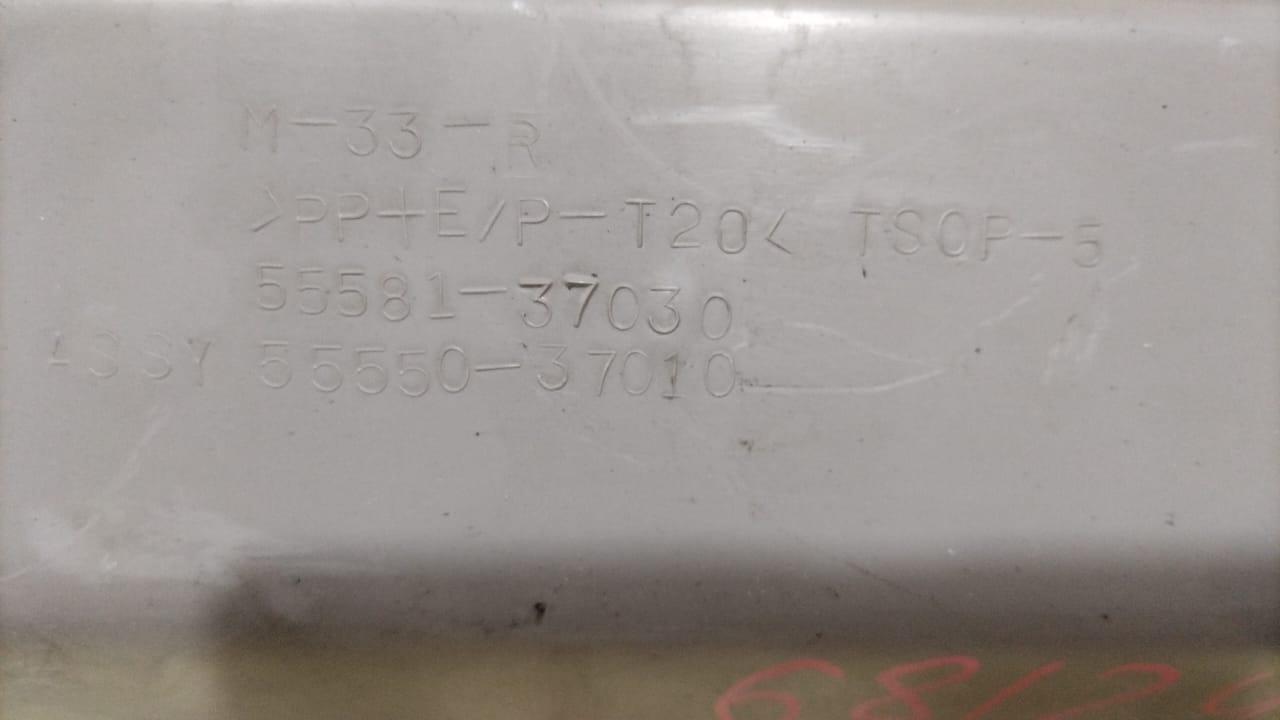 M-33-R
>PP+E/P-T20< TSOP-5
55581-37030
ASSY 55550-37010